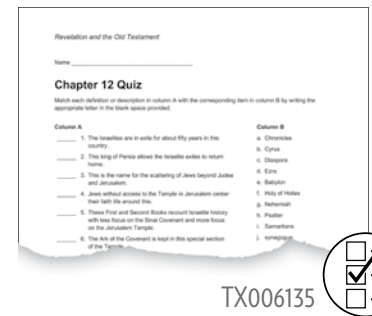 Revelation and the Old Testament
Name
Chapter 12 Quiz
Match each definition or description in column A with the corresponding item in column B by writing the
appropriate letter in the blank space provided.
Column A
1. The Israelites are in exile for about fifty years in this
country.
2. This king of Persia allows the Israelite exiles to return
home.
3. This is the name for the scattering of Jews beyond Judea
and Jerusalem.
4. Jews without access to the Temple in Jerusalem center
their faith life around this.
5. These First and Second Books recount Israelite history
with less focus on the Sinai Covenant and more focus
on the Jerusalem Temple.
6. The Ark of the Covenant is kept in this special section
of the Temple.
Column B
a. Chronicles
b. Cyrus
c. Diaspora
d. Ezra
e. Babylon
f. Holy of Holies
g. Nehemiah
h. Psalter
i. Samaritans
j. synagogue
TX006135